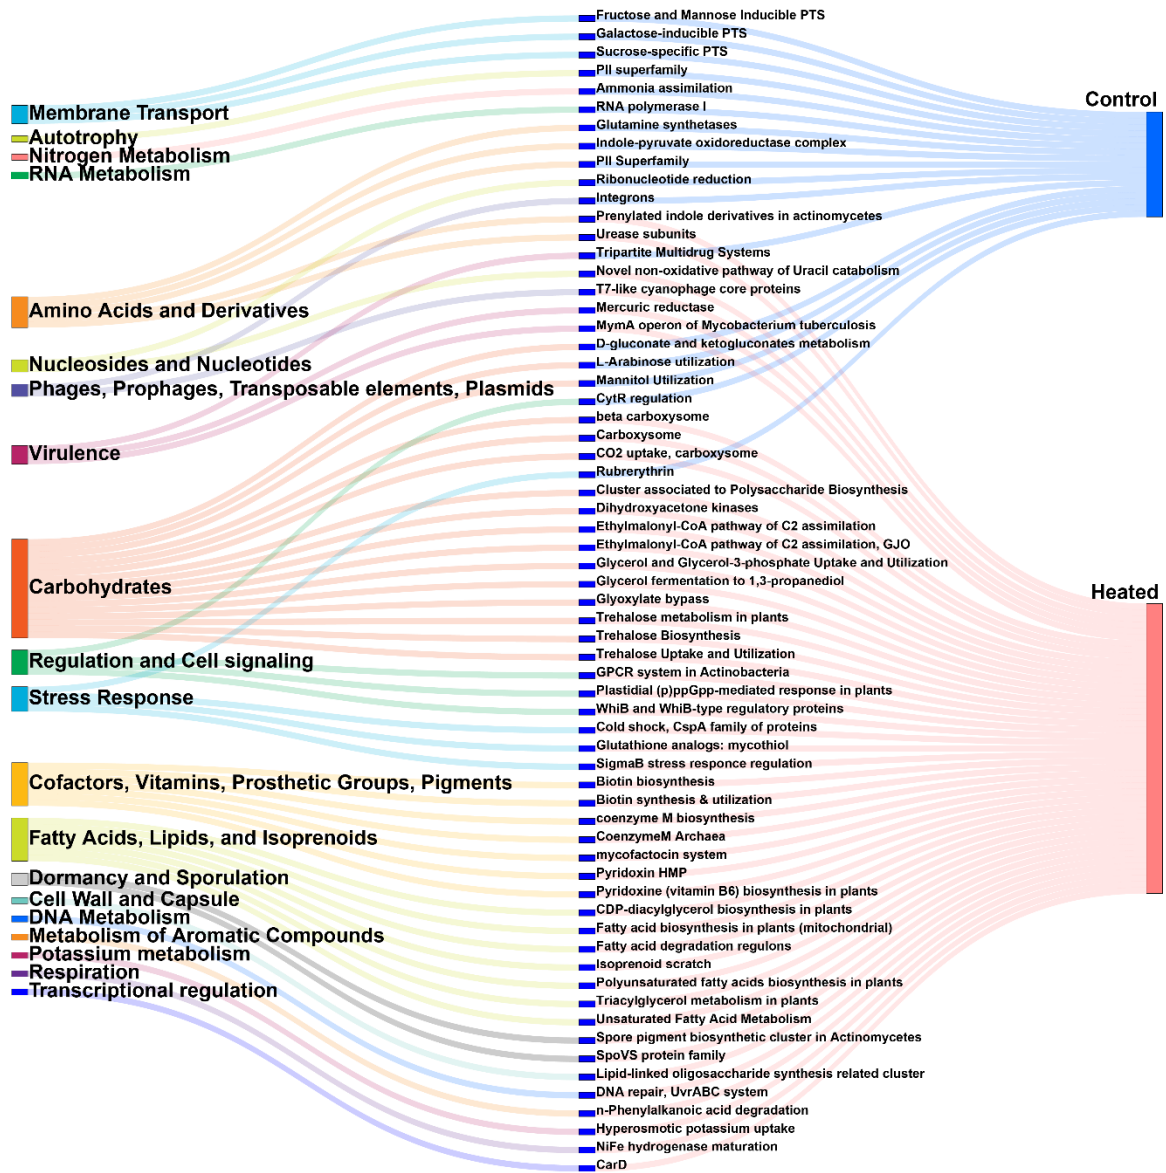 Membrane Transport
Autotrophy
Nitrogen Metabolism
RNA Metabolism
Amino Acids and Derivatives
Nucleosides and Nucleotides
Phages, Prophages, Transposable elements, Plasmids
Virulence
Carbohydrates
Regulation and Cell signaling
Stress Response
Cofactors, Vitamins, Prosthetic Groups, Pigments
Fatty Acids, Lipids, and Isoprenoids
Dormancy and Sporulation
Cell Wall and Capsule
DNA Metabolism
Metabolism of Aromatic Compounds
Potassium metabolism
Respiration
Transcriptional regulation
Fructose and Mannose Inducible PTS
Galactose-inducible PTS
Sucrose-specific PTS
PII superfamily
Ammonia assimilation
RNA polymerase I
Glutamine synthetases
Indole-pyruvate oxidoreductase complex
PII Superfamily
Ribonucleotide reduction
Integrons
Prenylated indole derivatives in actinomycetes
Urease subunits
Tripartite Multidrug Systems
Novel non-oxidative pathway of Uracil catabolism
T7-like cyanophage core proteins
Mercuric reductase
MymA operon of Mycobacterium tuberculosis
D-gluconate and ketogluconates metabolism
L-Arabinose utilization
Mannitol Utilization
CytR regulation
beta carboxysome
Carboxysome
CO2 uptake, carboxysome
Rubrerythrin
Cluster associated to Polysaccharide Biosynthesis
Dihydroxyacetone kinases
Ethylmalonyl-CoA pathway of C2 assimilation
Ethylmalonyl-CoA pathway of C2 assimilation, GJO
Glycerol and Glycerol-3-phosphate Uptake and Utilization
Glycerol fermentation to 1,3-propanediol
Glyoxylate bypass
Trehalose metabolism in plants
Trehalose Biosynthesis
Trehalose Uptake and Utilization
GPCR system in Actinobacteria
Plastidial (p)ppGpp-mediated response in plants
WhiB and WhiB-type regulatory proteins
Cold shock, CspA family of proteins
Glutathione analogs: mycothiol
SigmaB stress responce regulation
Biotin biosynthesis
Biotin synthesis & utilization
coenzyme M biosynthesis
CoenzymeM Archaea
mycofactocin system
Pyridoxin HMP
Pyridoxine (vitamin B6) biosynthesis in plants
CDP-diacylglycerol biosynthesis in plants
Fatty acid biosynthesis in plants (mitochondrial)
Fatty acid degradation regulons
Isoprenoid scratch
Polyunsaturated fatty acids biosynthesis in plants
Triacylglycerol metabolism in plants
Unsaturated Fatty Acid Metabolism
Spore pigment biosynthetic cluster in Actinomycetes
SpoVS protein family
Lipid-linked oligosaccharide synthesis related cluster
DNA repair, UvrABC system
n-Phenylalkanoic acid degradation
Hyperosmotic potassium uptake
NiFe hydrogenase maturation
CarD
Control
Heated